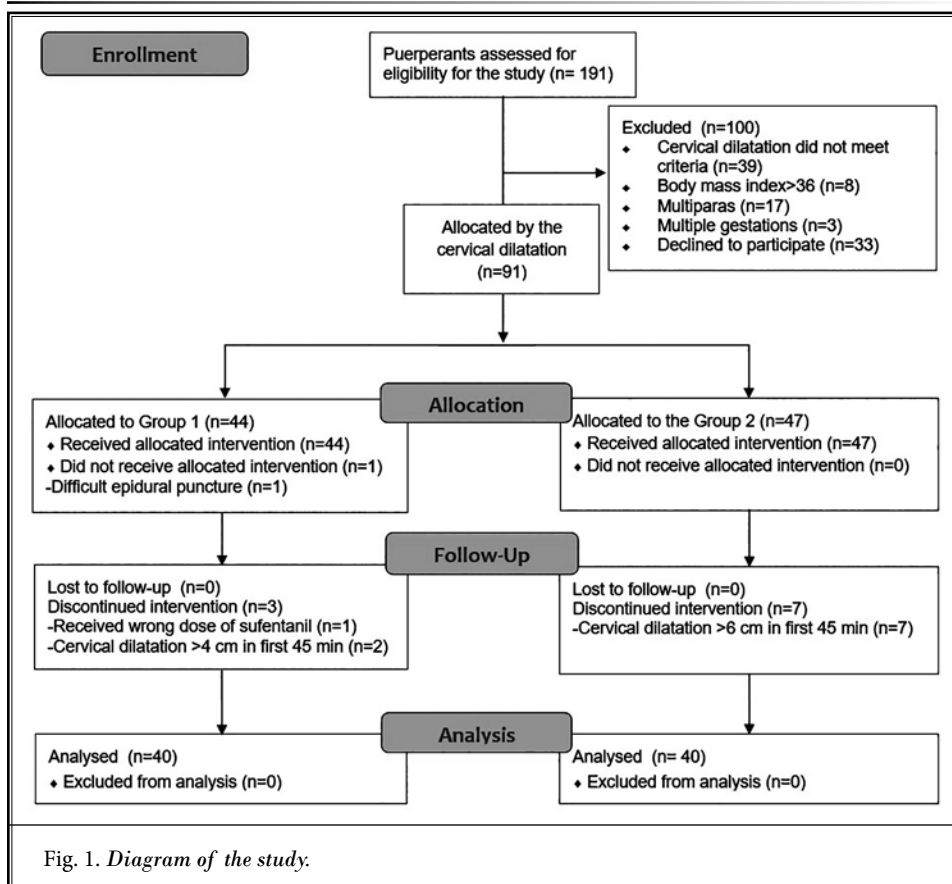 Enrollment
Puerperants assessed for
eligibility for the study (n= 191)
Excluded (n=100)
⬥ Cervical dilatation did not meet
criteria (n=39)
⬥ Body mass index>36 (n=8)
⬥ Multiparas (n=17)
⬥ Multiple gestations (n=3)
⬥ Declined to participate (n=33)
Allocated by the
cervical dilatation
(n=91)
Allocation
Allocated to Group 1 (n=44)
⬥ Received allocated intervention (n=44)
⬥ Did not receive allocated intervention (n=1)
-Difficult epidural puncture (n=1)
Allocated to the Group 2 (n=47)
⬥ Received allocated intervention (n=47)
⬥ Did not receive allocated intervention (n=0)
Follow-Up
Lost to follow-up (n=0)
Discontinued intervention (n=3)
-Received wrong dose of sufentanil (n=1)
-Cervical dilatation >4 cm in first 45 min (n=2)
Lost to follow-up (n=0)
Discontinued intervention (n=7)
-Cervical dilatation >6 cm in first 45 min (n=7)
Analysis
Analysed (n=40)
⬥ Excluded from analysis (n=0)
Analysed (n= 40)
⬥ Excluded from analysis (n=0)
Fig. 1. Diagram of the study.